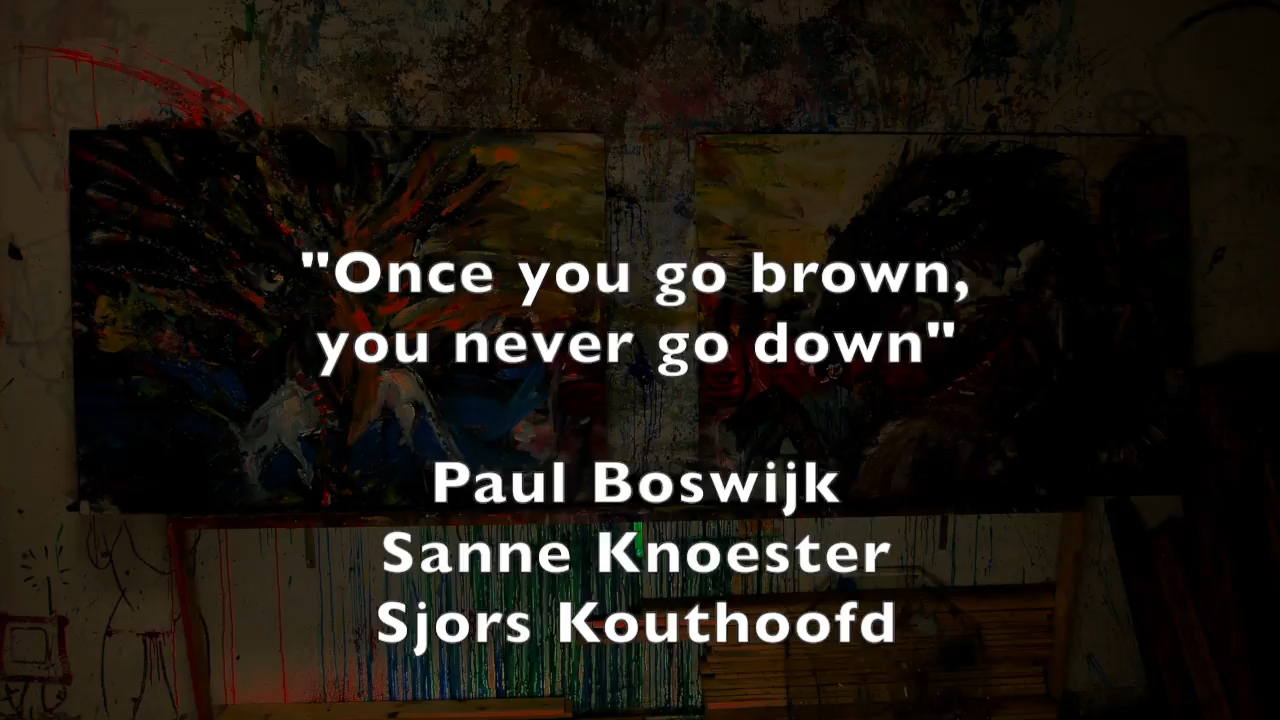 "Once you go brown,
you never go down"
Paul Boswijk
Sanne Knoester
Sjors Kouthoofd